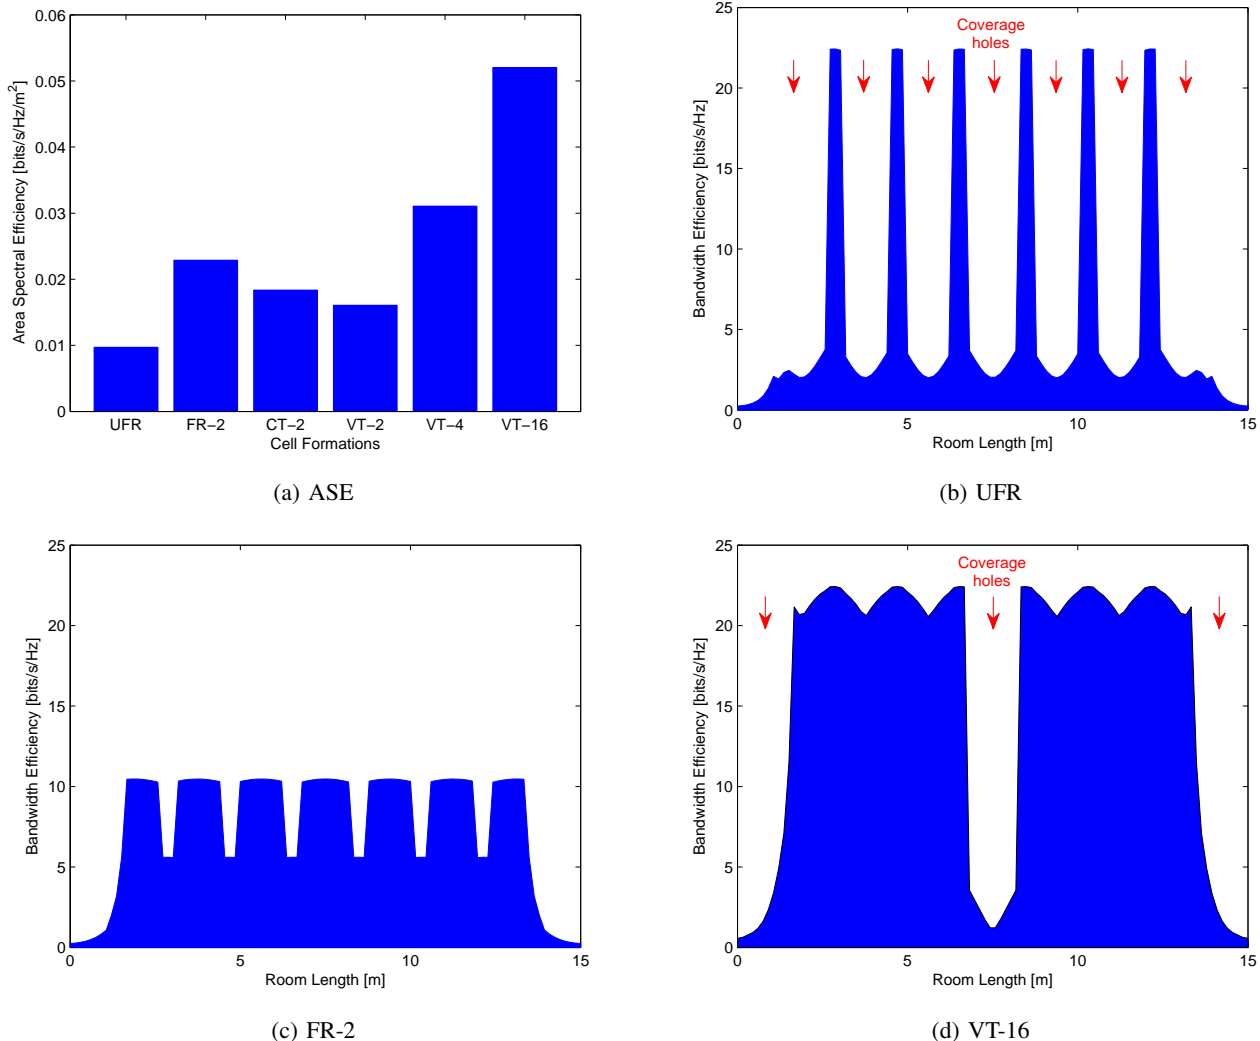 0.06
0.05
0.04
0.03
0.02
0.01
0
Area Spectral Efficiency [bits/s/Hz/m²]
UFR FR−2 CT−2 VT−2 VT−4 VT−16
Cell Formations
(a) ASE
25
20
15
10
5
0
Bandwidth Efficiency [bits/s/Hz]
Coverage
holes
0 5 10 15
Room Length [m]
(b) UFR
25
20
15
10
5
0
Bandwidth Efficiency [bits/s/Hz]
0 5 10 15
Room Length [m]
(c) FR-2
25
20
15
10
5
0
Bandwidth Efficiency [bits/s/Hz]
Coverage
holes
0 5 10 15
Room Length [m]
(d) VT-16